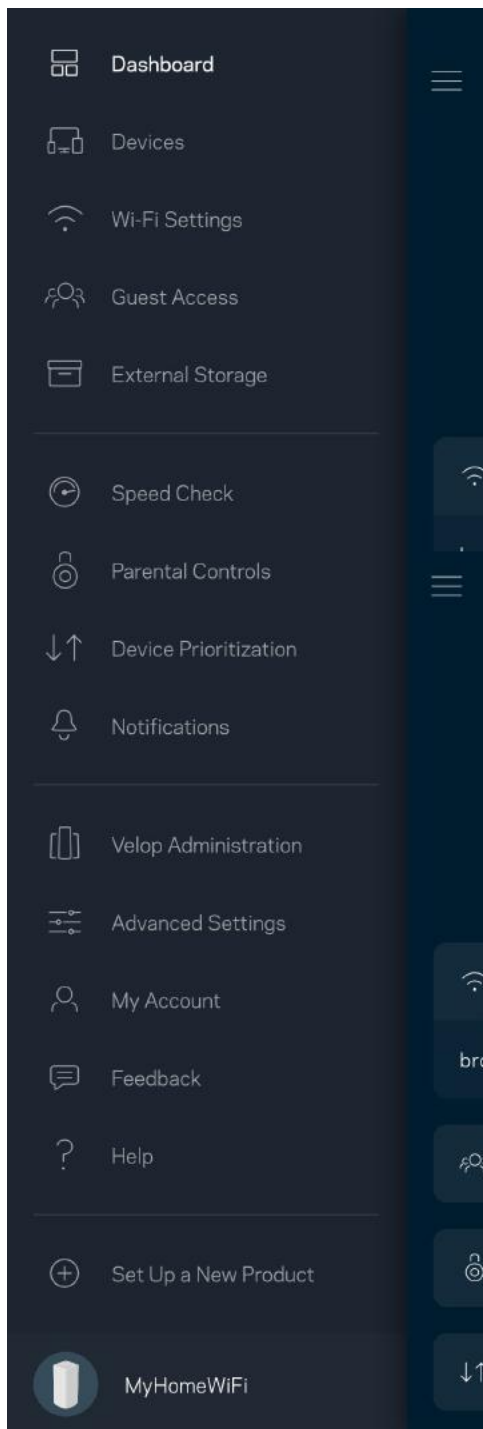 Dashboard
Devices
Wi-Fi Settings
Guest Access
External Storage
Speed Check
Parental Controls
Device Prioritization
Notifications
Velop Administration
Advanced Settings
My Account
Feedback
Help
Set Up a New Product
MyHomeWiFi